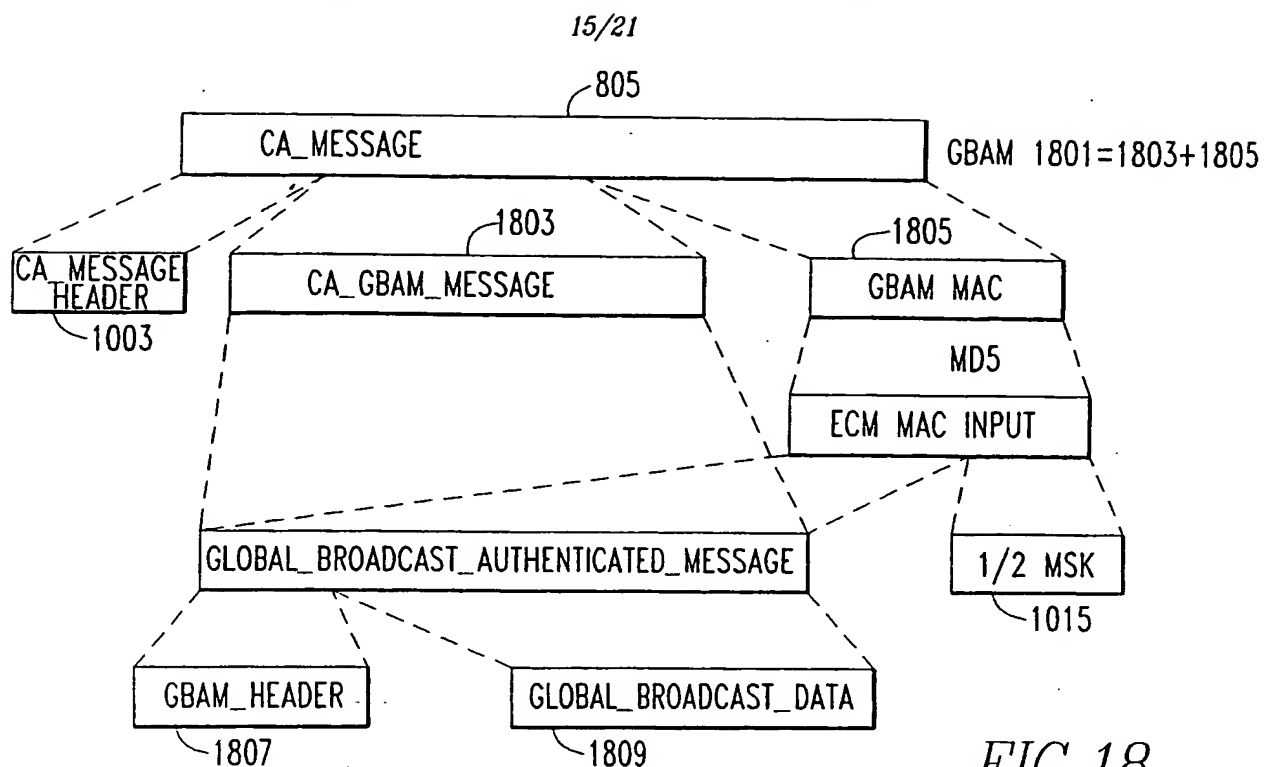 15/21
805
CA_MESSAGE
GBAM 1801=1803+1805
1803
1805
CA_MESSAGE
HEADER
CA_GBAM_MESSAGE
GBAM MAC
1003
MD5
ECM MAC INPUT
GLOBAL_BROADCAST_AUTHENTICATED_MESSAGE
1/2 MSK
1015
GBAM_HEADER
GLOBAL_BROADCAST_DATA
1807
1809
FIG. 18